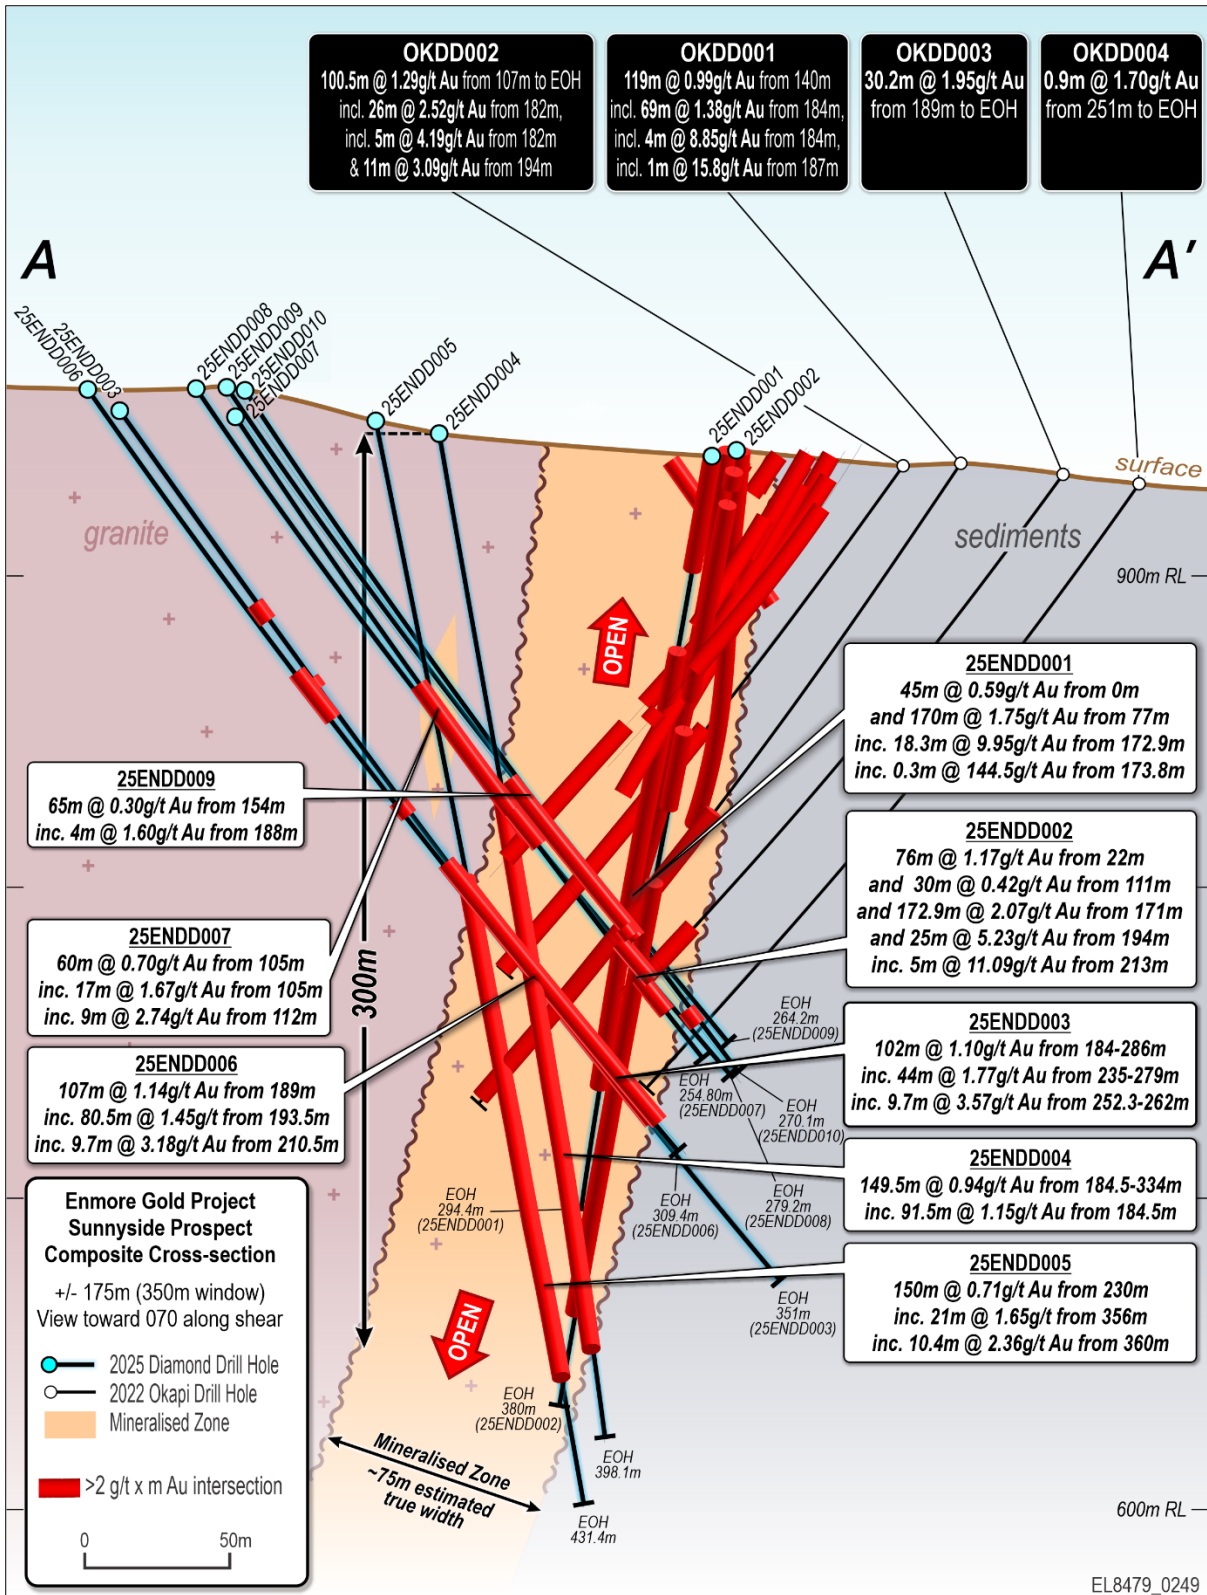 OKDD002
100.5m @ 1.29g/t Au from 107m to EOH
incl. 26m @ 2.52g/t Au from 182m,
incl. 5m @ 4.19g/t Au from 182m
& 11m @ 3.09g/t Au from 194m
OKDD001
119m @ 0.99g/t Au from 140m
incl. 69m @ 1.38g/t Au from 184m,
incl. 4m @ 8.85g/t Au from 184m,
incl. 1m @ 15.8g/t Au from 187m
OKDD003
30.2m @ 1.95g/t Au
from 189m to EOH
OKDD004
0.9m @ 1.70g/t Au
from 251m to EOH
A
A'
25ENDD006
25ENDD003
25ENDD008
25ENDD009
25ENDD010
25ENDD007
25ENDD005
25ENDD004
25ENDD001
25ENDD002
surface
granite
sediments
900m RL
OPEN
25ENDD001
45m @ 0.59g/t Au from 0m
and 170m @ 1.75g/t Au from 77m
inc. 18.3m @ 9.95g/t Au from 172.9m
inc. 0.3m @ 144.5g/t Au from 173.8m
25ENDD009
65m @ 0.30g/t Au from 154m
inc. 4m @ 1.60g/t Au from 188m
25ENDD002
76m @ 1.17g/t Au from 22m
and 30m @ 0.42g/t Au from 111m
and 172.9m @ 2.07g/t Au from 171m
and 25m @ 5.23g/t Au from 194m
inc. 5m @ 11.09g/t Au from 213m
25ENDD007
60m @ 0.70g/t Au from 105m
inc. 17m @ 1.67g/t Au from 105m
inc. 9m @ 2.74g/t Au from 112m
300m
25ENDD003
102m @ 1.10g/t Au from 184-286m
inc. 44m @ 1.77g/t Au from 235-279m
inc. 9.7m @ 3.57g/t Au from 252.3-262m
25ENDD006
107m @ 1.14g/t Au from 189m
inc. 80.5m @ 1.45g/t from 193.5m
inc. 9.7m @ 3.18g/t Au from 210.5m
EOH
264.2m
(25ENDD009)
EOH
254.80m
(25ENDD007)
EOH
270.1m
(25ENDD010)
EOH
279.2m
(25ENDD008)
EOH
309.4m
(25ENDD006)
EOH
294.4m
(25ENDD001)
25ENDD004
149.5m @ 0.94g/t Au from 184.5-334m
inc. 91.5m @ 1.15g/t Au from 184.5m
25ENDD005
150m @ 0.71g/t Au from 230m
inc. 21m @ 1.65g/t from 356m
inc. 10.4m @ 2.36g/t Au from 360m
EOH
351m
(25ENDD003)
OPEN
EOH
380m
(25ENDD002)
EOH
398.1m
EOH
431.4m
Mineralised Zone
~75m estimated
true width
600m RL
Enmore Gold Project
Sunnyside Prospect
Composite Cross-section
+/- 175m (350m window)
View toward 070 along shear
2025 Diamond Drill Hole
2022 Okapi Drill Hole
Mineralised Zone
>2 g/t x m Au intersection
0 50m
EL8479_0249